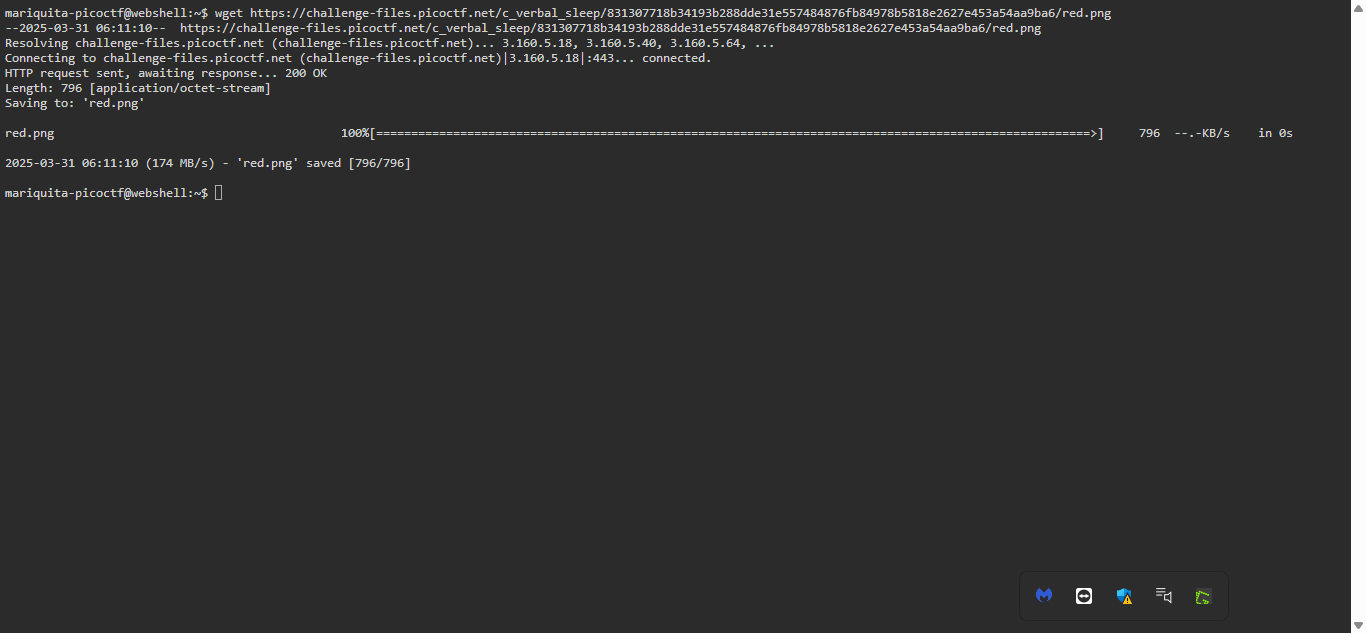 mariquita-picoctf@webshell:~$ wget https://challenge-files.picoctf.net/c_verbal_sleep/831307718b34193b288dde31e557484876fb84978b5818e2627e453a54aa9ba6/red.png
--2025-03-31 06:11:10--  https://challenge-files.picoctf.net/c_verbal_sleep/831307718b34193b288dde31e557484876fb84978b5818e2627e453a54aa9ba6/red.png
Resolving challenge-files.picoctf.net (challenge-files.picoctf.net)... 3.160.5.18, 3.160.5.40, 3.160.5.64, ...
Connecting to challenge-files.picoctf.net (challenge-files.picoctf.net)|3.160.5.18|:443... connected.
HTTP request sent, awaiting response... 200 OK
Length: 796 [application/octet-stream]
Saving to: 'red.png'
red.png 100%[======================================================================================================>] 796 --.-KB/s in 0s
2025-03-31 06:11:10 (174 MB/s) - 'red.png' saved [796/796]
mariquita-picoctf@webshell:~$